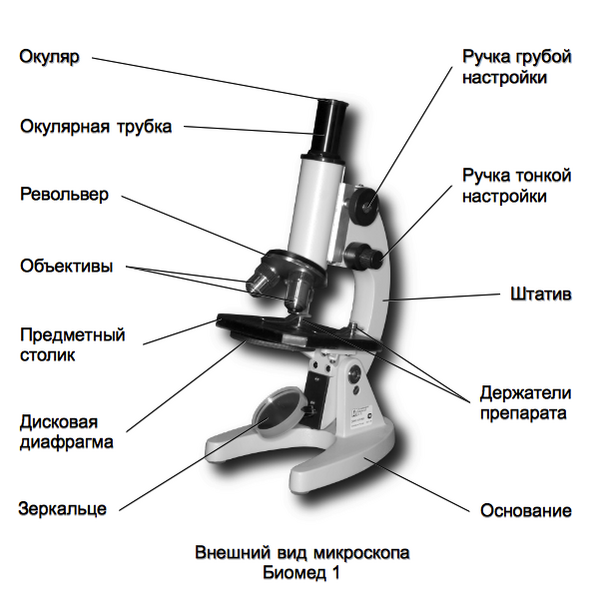 Окуляр
Окулярная трубка
Револьвер
Объективы
Предметный
столик
Дисковая
диафрагма
Зеркальце
Ручка грубой
настройки
Ручка тонкой
настройки
Штатив
Держатели
препарата
Основание
Внешний вид микроскопа
Биомед 1